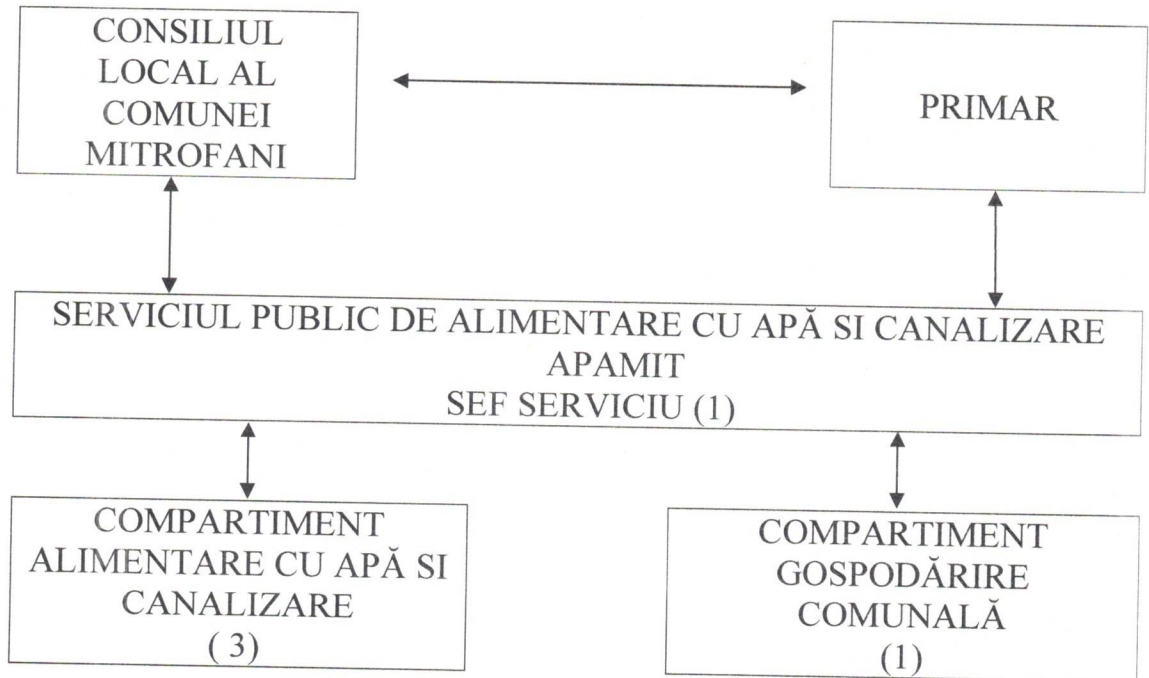 CONSILIUL
LOCAL AL
COMUNEI
MITROFANI
PRIMAR
SERVICIUL PUBLIC DE ALIMENTARE CU APĂ SI CANALIZARE
APAMIT
SEF SERVICIU (1)
COMPARTIMENT
ALIMENTARE CU APĂ SI
CANALIZARE
( 3)
COMPARTIMENT
GOSPODĂRIRE
COMUNALĂ
(1)